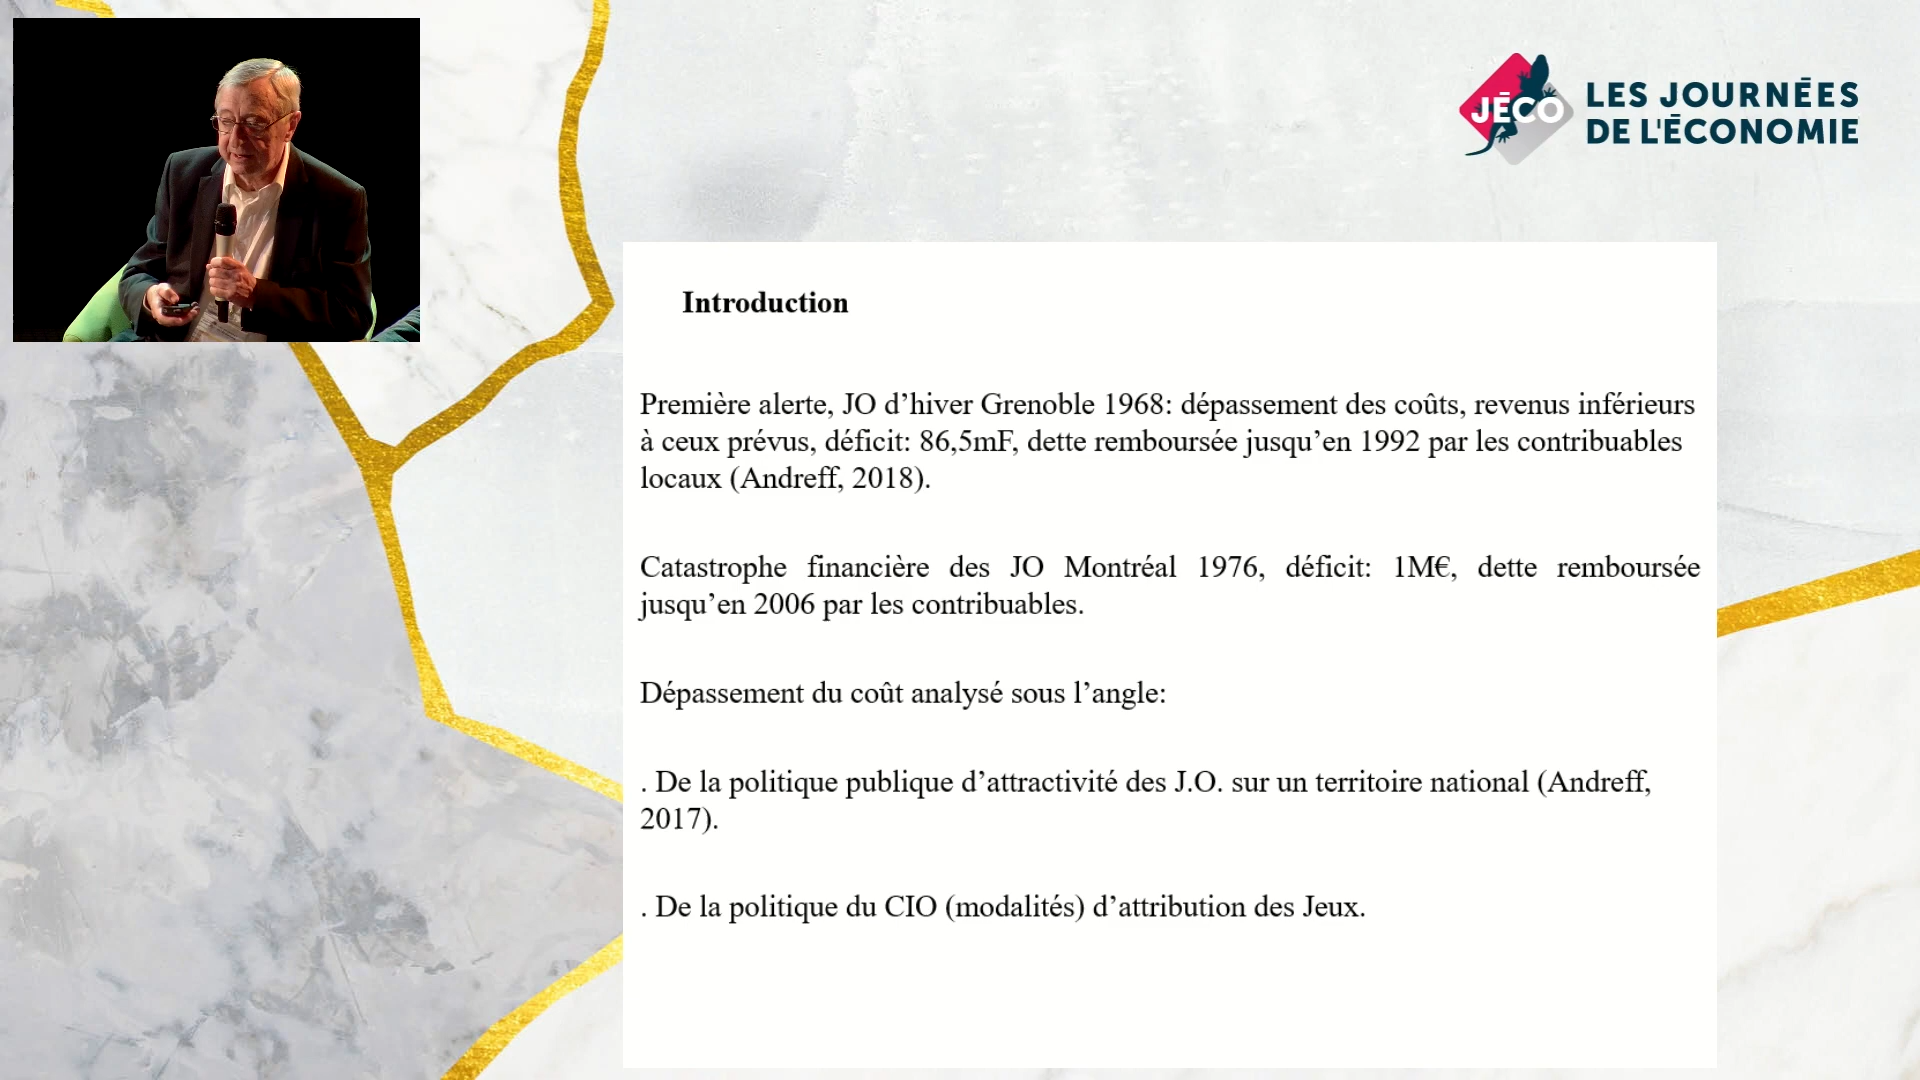 JÉCO
LES JOURNÉES
DE L'ÉCONOMIE
Introduction
Première alerte, JO d’hiver Grenoble 1968: dépassement des coûts, revenus inférieurs
à ceux prévus, déficit: 86,5mF, dette remboursée jusqu’en 1992 par les contribuables
locaux (Andreff, 2018).
Catastrophe financière des JO Montréal 1976, déficit: 1M€, dette remboursée
jusqu’en 2006 par les contribuables.
Dépassement du coût analysé sous l’angle:
. De la politique publique d’attractivité des J.O. sur un territoire national (Andreff,
2017).
. De la politique du CIO (modalités) d’attribution des Jeux.